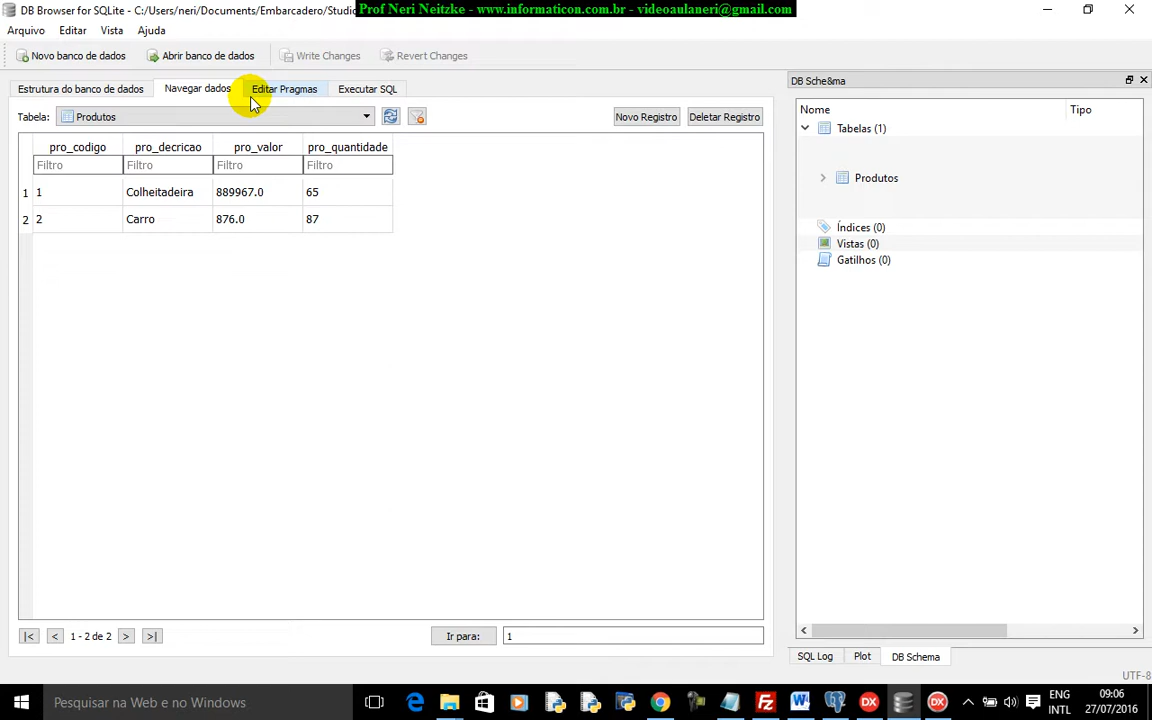 DB Browser for SQLite - C:/Users/neri/Documents/Embarcadero/Studio
Prof Neri Neitzke - www.informaticon.com.br - videoaulaneri@gmail.com
Arquivo Editar Vista Ajuda
Novo banco de dados Abrir banco de dados Write Changes Revert Changes
Estrutura do banco de dados Navegar dados Editar Pragmas Executar SQL
Tabela: Produtos Novo Registro Deletar Registro
pro_codigo pro_decricao pro_valor pro_quantidade
Filtro Filtro Filtro Filtro
1 1 Colheitadeira 889967.0 65
2 2 Carro 876.0 87
|< < 1 - 2 de 2 > >| Ir para: 1
DB Sche&ma
Nome Tipo
Tabelas (1)
Produtos
Índices (0)
Vistas (0)
Gatilhos (0)
SQL Log Plot DB Schema
UTF-8
Pesquisar na Web e no Windows
ENG 09:06
INTL 27/07/2016